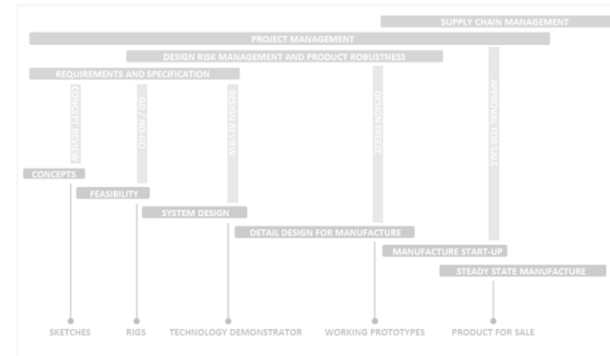 SUPPLY CHAIN MANAGEMENT
PROJECT MANAGEMENT
DESIGN RISK MANAGEMENT AND PRODUCT ROBUSTNESS
REQUIREMENTS AND SPECIFICATION
CONCEPT REVIEW
GO / NO-GO
DESIGN REVIEW
DESIGN FREEZE
APPROVAL FOR SALE
CONCEPTS
FEASIBILITY
SYSTEM DESIGN
DETAIL DESIGN FOR MANUFACTURE
MANUFACTURE START-UP
STEADY STATE MANUFACTURE
SKETCHES
RIGS
TECHNOLOGY DEMONSTRATOR
WORKING PROTOTYPES
PRODUCT FOR SALE